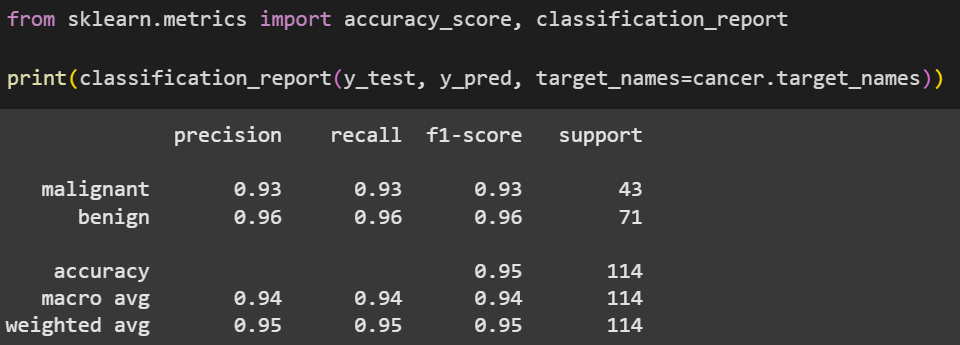 from sklearn.metrics import accuracy_score, classification_report
print(classification_report(y_test, y_pred, target_names=cancer.target_names))
precision recall f1-score support
malignant 0.93 0.93 0.93 43
benign 0.96 0.96 0.96 71
accuracy 0.95 114
macro avg 0.94 0.94 0.94 114
weighted avg 0.95 0.95 0.95 114